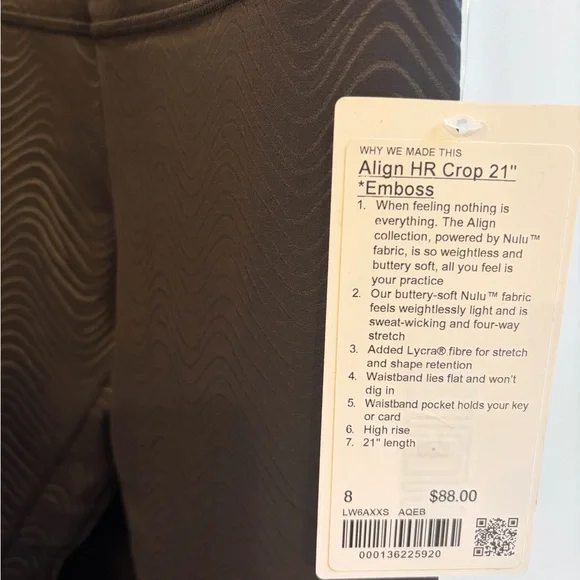 WHY WE MADE THIS
Align HR Crop 21"
*Emboss
1. When feeling nothing is
everything. The Align
collection, powered by Nulu™
fabric, is so weightless and
buttery soft, all you feel is
your practice
2. Our buttery-soft Nulu™ fabric
feels weightlessly light and is
sweat-wicking and four-way
stretch
3. Added Lycra® fibre for stretch
and shape retention
4. Waistband lies flat and won't
dig in
5. Waistband pocket holds your key
or card
6. High rise
7. 21" length
8 $88.00
LW6AXXS AQEB
000136225920